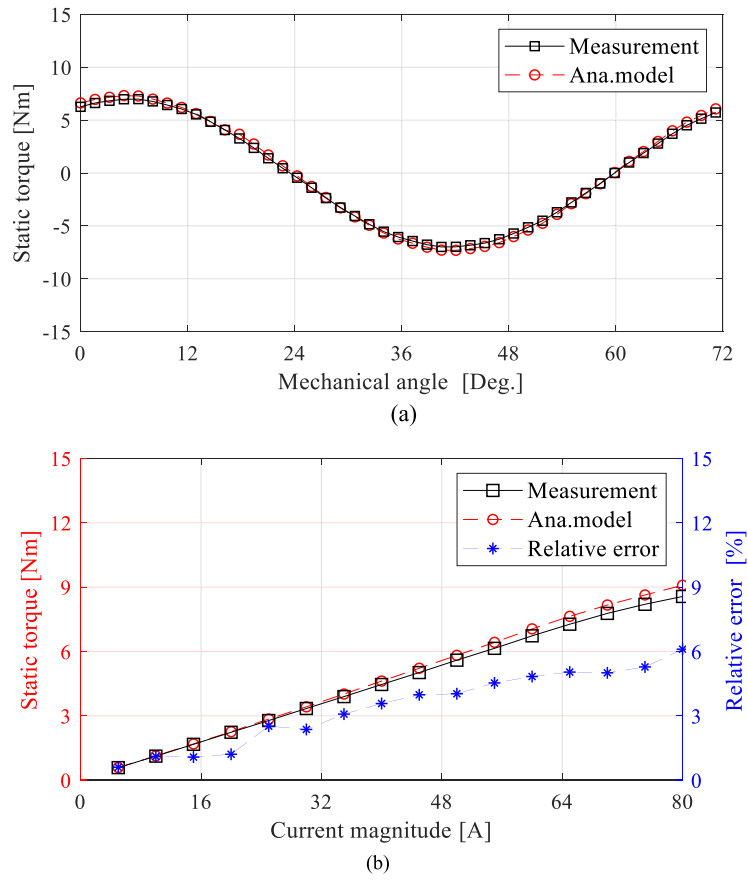 15
10
5
0
-5
-10
-15
Static torque [Nm]
Measurement
Ana.model
0 12 24 36 48 60 72
Mechanical angle [Deg.]
(a)
15
12
9
6
3
0
Static torque [Nm]
Measurement
Ana.model
Relative error
15
12
9
6
3
0
Relative error [%]
0 16 32 48 64 80
Current magnitude [A]
(b)